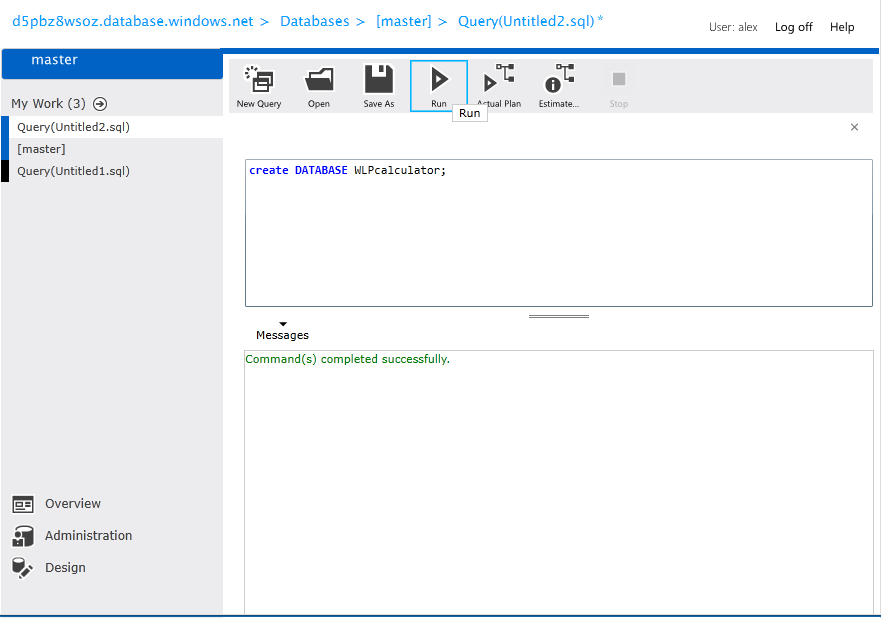 d5pbz8wsoz.database.windows.net > Databases > [master] > Query(Untitled2.sql)*
User: alex Log off Help
master
New Query Open Save As Run Actual Plan Estimate... Stop
My Work (3)
Run
Query(Untitled2.sql)
[master]
Query(Untitled1.sql)
create DATABASE WLPcalculator;
Messages
Command(s) completed successfully.
Overview
Administration
Design